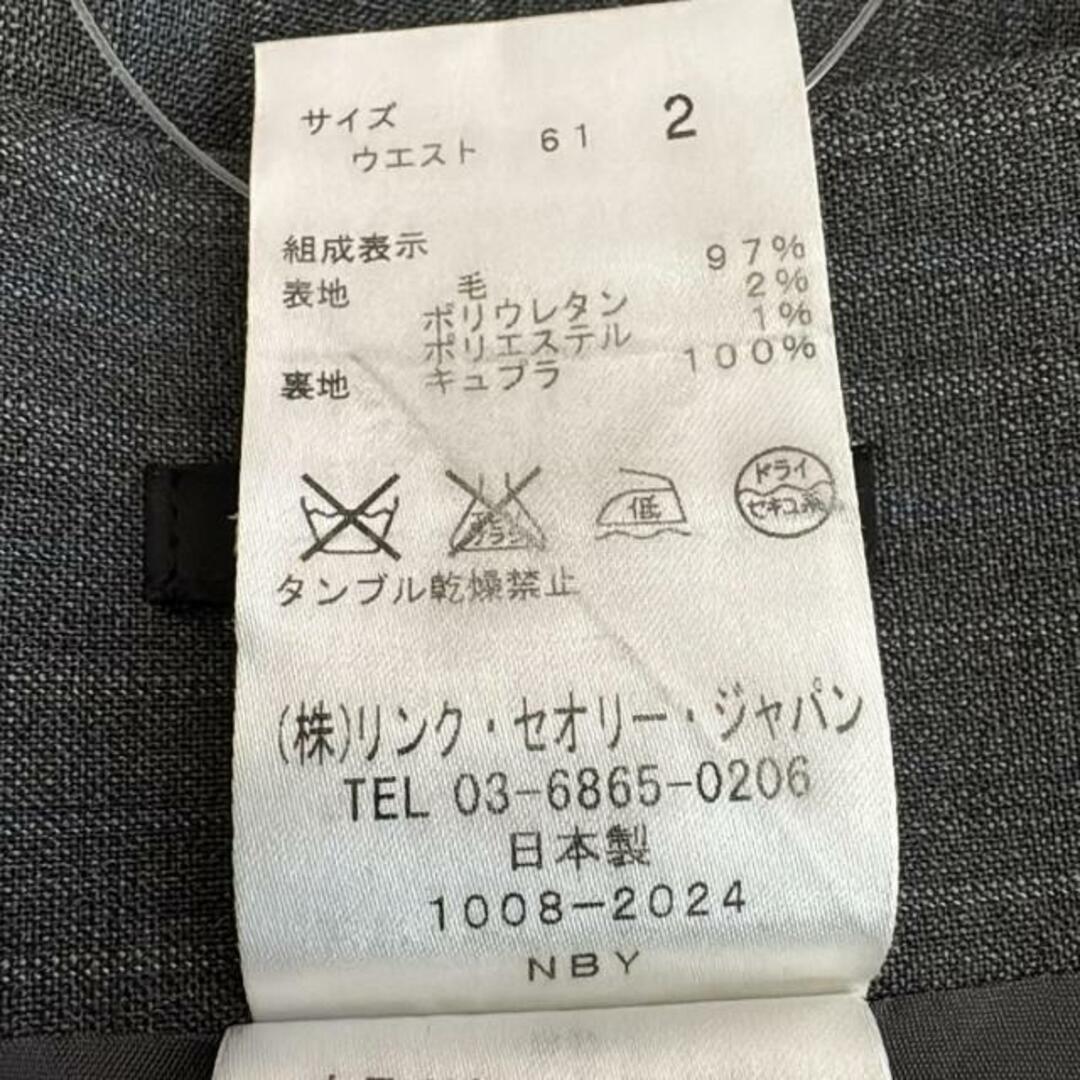 サイズ 2
ウエスト 61
組成表示
表地 毛 97%
ポリウレタン 2%
ポリエステル 1%
裏地 キュプラ 100%
低
ドライ
セキユ系
タンブル乾燥禁止
(株)リンク・セオリー・ジャパン
TEL 03-6865-0206
日本製
1008-2024
NBY